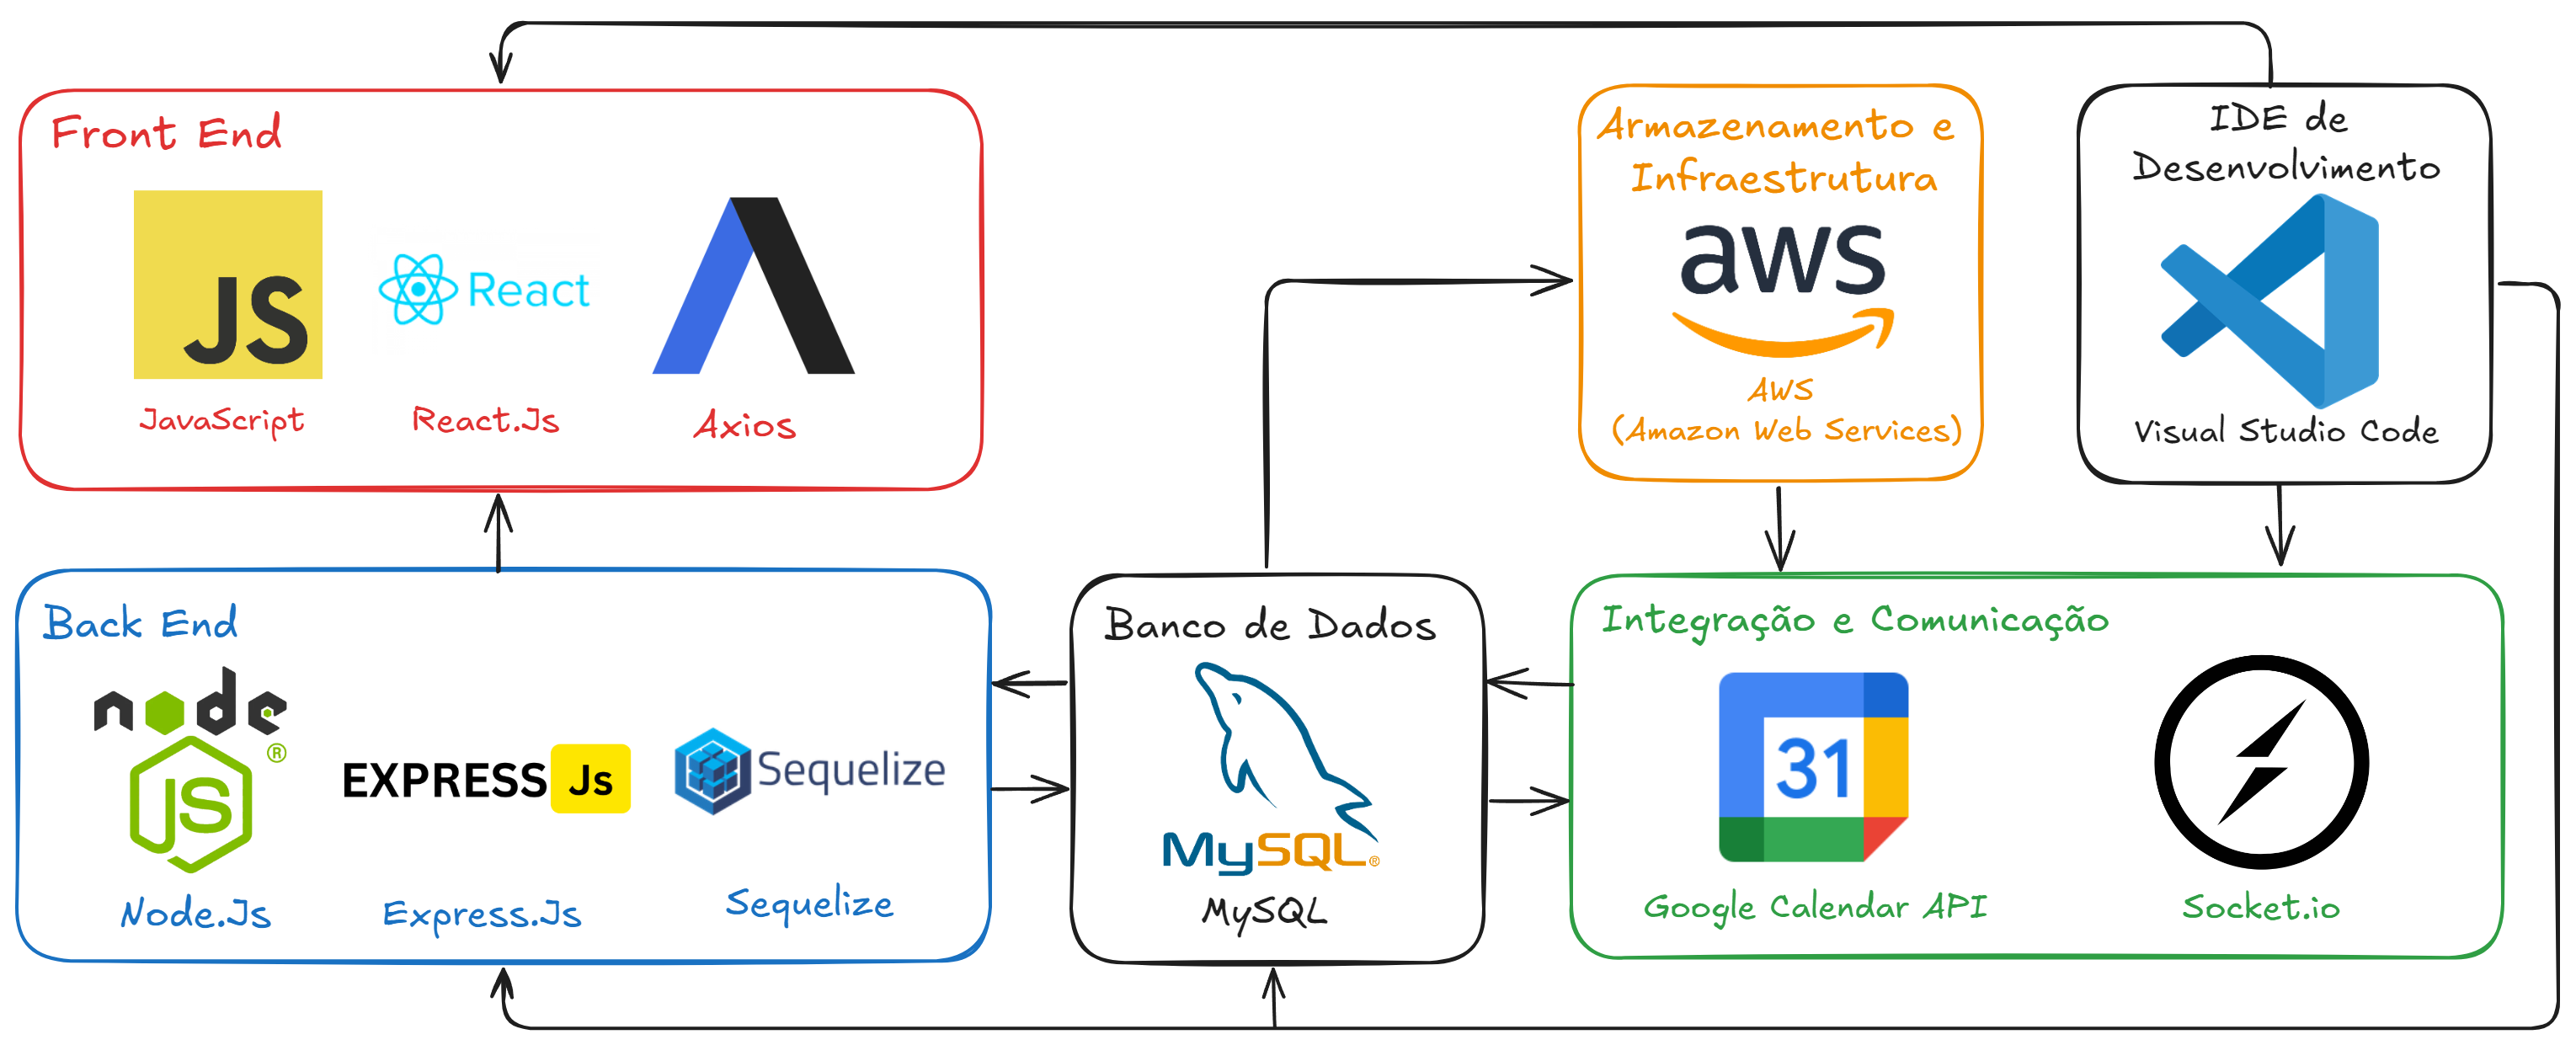 Front End
JS
React
JavaScript
React.Js
Axios
Armazenamento e
Infraestrutura
aws
AWS
(Amazon Web Services)
IDE de
Desenvolvimento
Visual Studio Code
Back End
node
JS
®
EXPRESS Js
Sequelize
Node.Js
Express.Js
Sequelize
Banco de Dados
MySQL®
MySQL
Integração e Comunicação
31
Google Calendar API
Socket.io